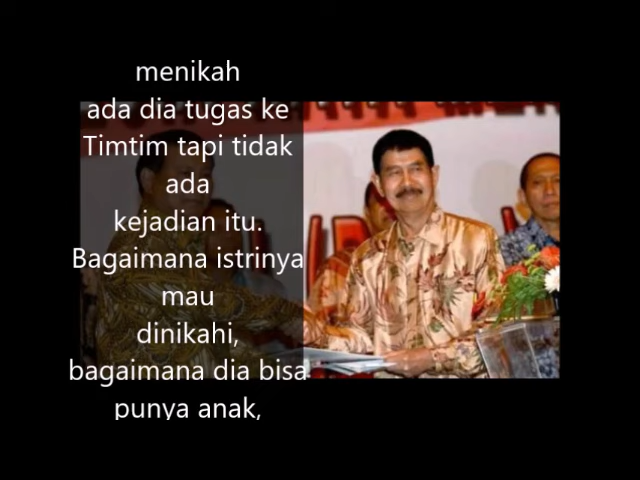 menikah
ada dia tugas ke
Timtim tapi tidak
ada
kejadian itu.
Bagaimana istrinya
mau
dinikahi,
bagaimana dia bisa
punya anak,